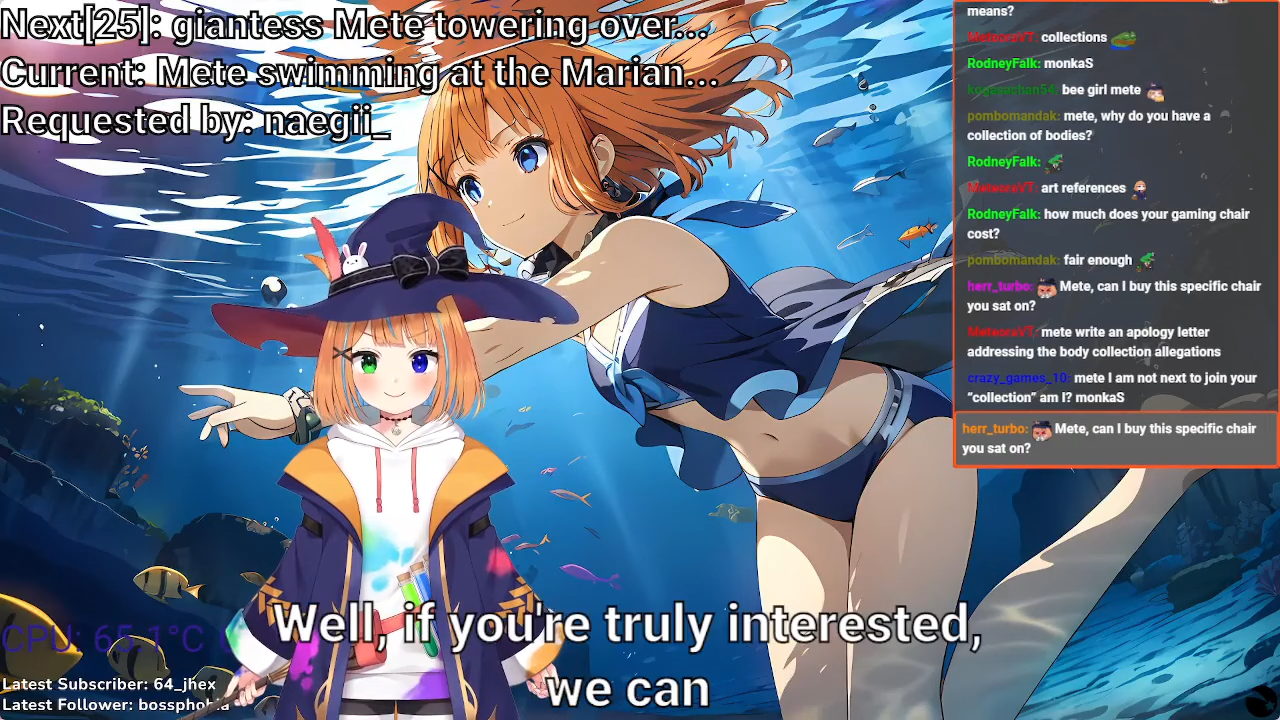 Next[25]: giantess Mete towering over...
Current: Mete swimming at the Marian...
Requested by: naegii_
means?
MeteoraVT: collections
RodneyFalk: monkaS
kogesachan54: bee girl mete
pombomandak: mete, why do you have a
collection of bodies?
RodneyFalk:
MeteoraVT: art references
RodneyFalk: how much does your gaming chair
cost?
pombomandak: fair enough
herr_turbo: Mete, can I buy this specific chair
you sat on?
MeteoraVT: mete write an apology letter
addressing the body collection allegations
crazy_games_10: mete I am not next to join your
“collection” am I? monkaS
herr_turbo: Mete, can I buy this specific chair
you sat on?
Well, if you're truly interested,
we can
CPU: 65.1°C
Latest Subscriber: 64_jhex
Latest Follower: bossphobia